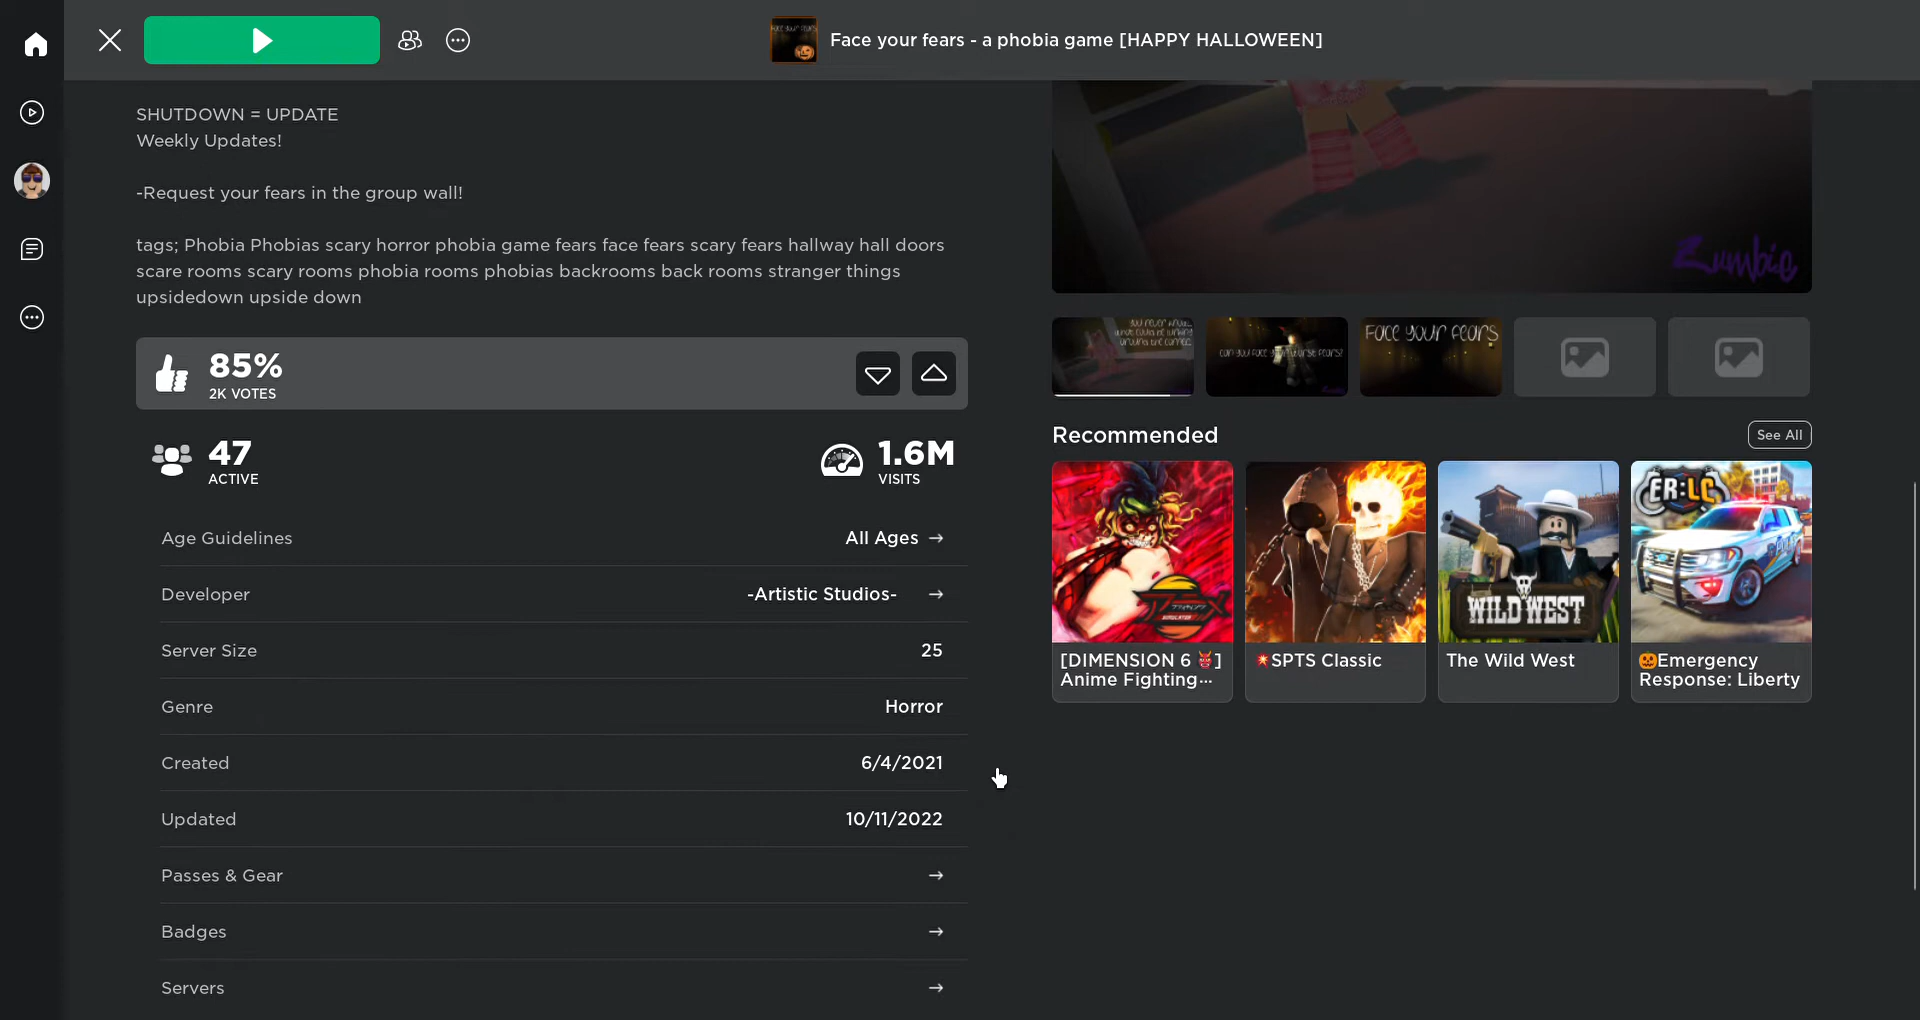 Face your fears - a phobia game [HAPPY HALLOWEEN]
SHUTDOWN = UPDATE
Weekly Updates!
-Request your fears in the group wall!
tags; Phobia Phobias scary horror phobia game fears face fears scary fears hallway hall doors
scare rooms scary rooms phobia rooms phobias backrooms back rooms stranger things
upsidedown upside down
85%
2K VOTES
47
ACTIVE
1.6M
VISITS
Age Guidelines
All Ages
Developer
-Artistic Studios-
Server Size
25
Genre
Horror
Created
6/4/2021
Updated
10/11/2022
Passes & Gear
Badges
Servers
Zumbie
Face your fears
Recommended
See All
[DIMENSION 6 👹]
Anime Fighting...
💥SPTS Classic
WILD WEST
The Wild West
ER:LC
🎃Emergency
Response: Liberty